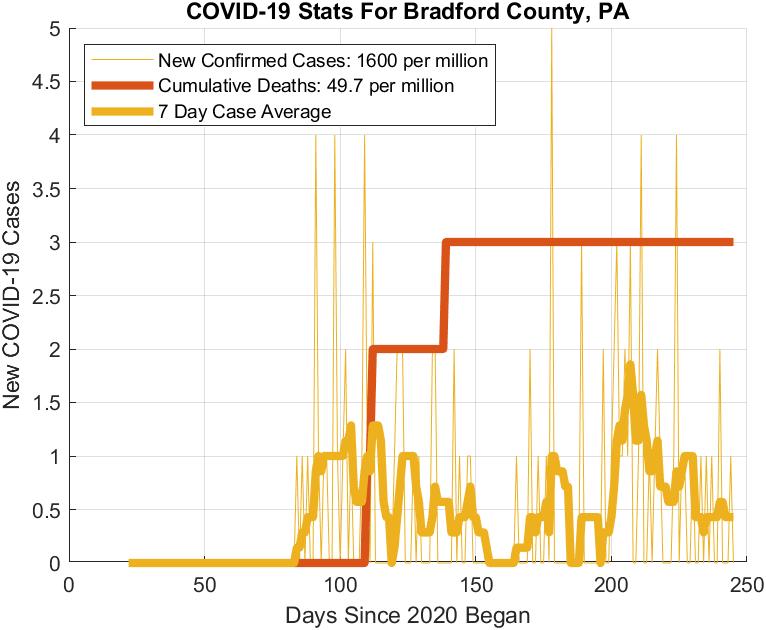 COVID-19 Stats For Bradford County, PA
New Confirmed Cases: 1600 per million
Cumulative Deaths: 49.7 per million
7 Day Case Average
New COVID-19 Cases
5
4.5
4
3.5
3
2.5
2
1.5
1
0.5
0
0 50 100 150 200 250
Days Since 2020 Began